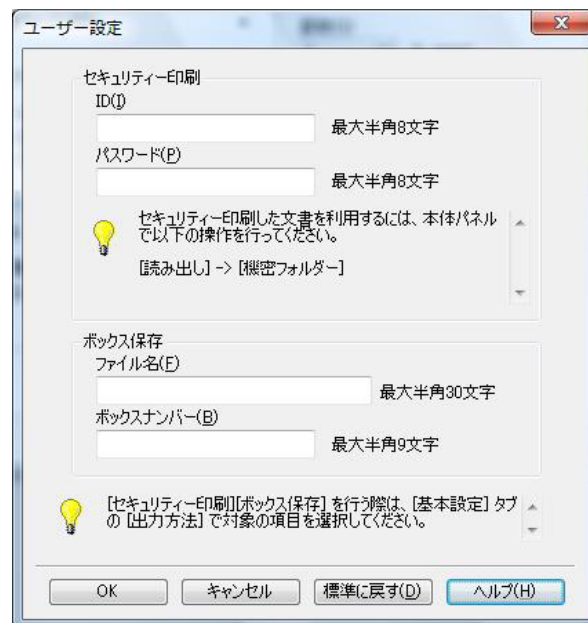 ユーザー設定
セキュリティー印刷
ID(I)
最大半角8文字
パスワード(P)
最大半角8文字
セキュリティー印刷した文書を利用するには、本体パネル
で以下の操作を行ってください。
[読み出し] -> [機密フォルダー]
ボックス保存
ファイル名(F)
最大半角30文字
ボックスナンバー(B)
最大半角9文字
[セキュリティー印刷][ボックス保存] を行う際は、[基本設定] タブ
の [出力方法] で対象の項目を選択してください。
OK キャンセル 標準に戻す(D) ヘルプ(H)